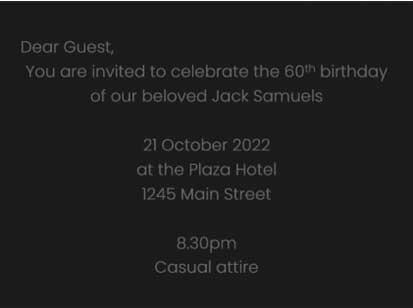 Dear Guest,
You are invited to celebrate the 60th birthday
of our beloved Jack Samuels
21 October 2022
at the Plaza Hotel
1245 Main Street
8.30pm
Casual attire